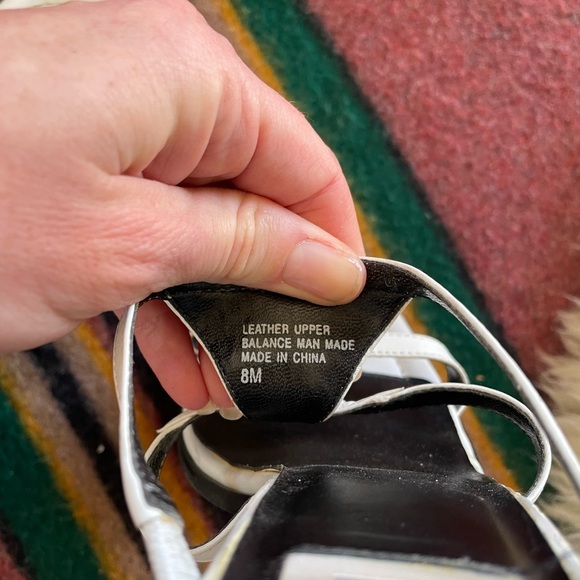 LEATHER UPPER
BALANCE MAN MADE
MADE IN CHINA
8M